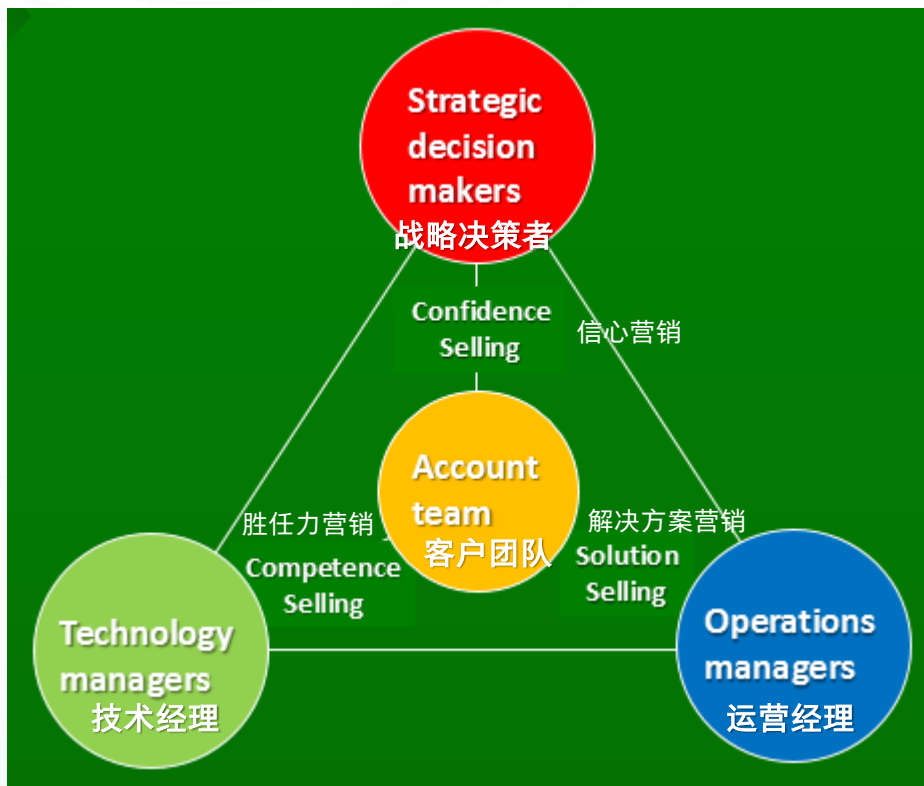 Strategic
decision
makers
战略决策者
Confidence
Selling
信心营销
Account
team
客户团队
胜任力营销
Competence
Selling
解决方案营销
Solution
Selling
Technology
managers
技术经理
Operations
managers
运营经理